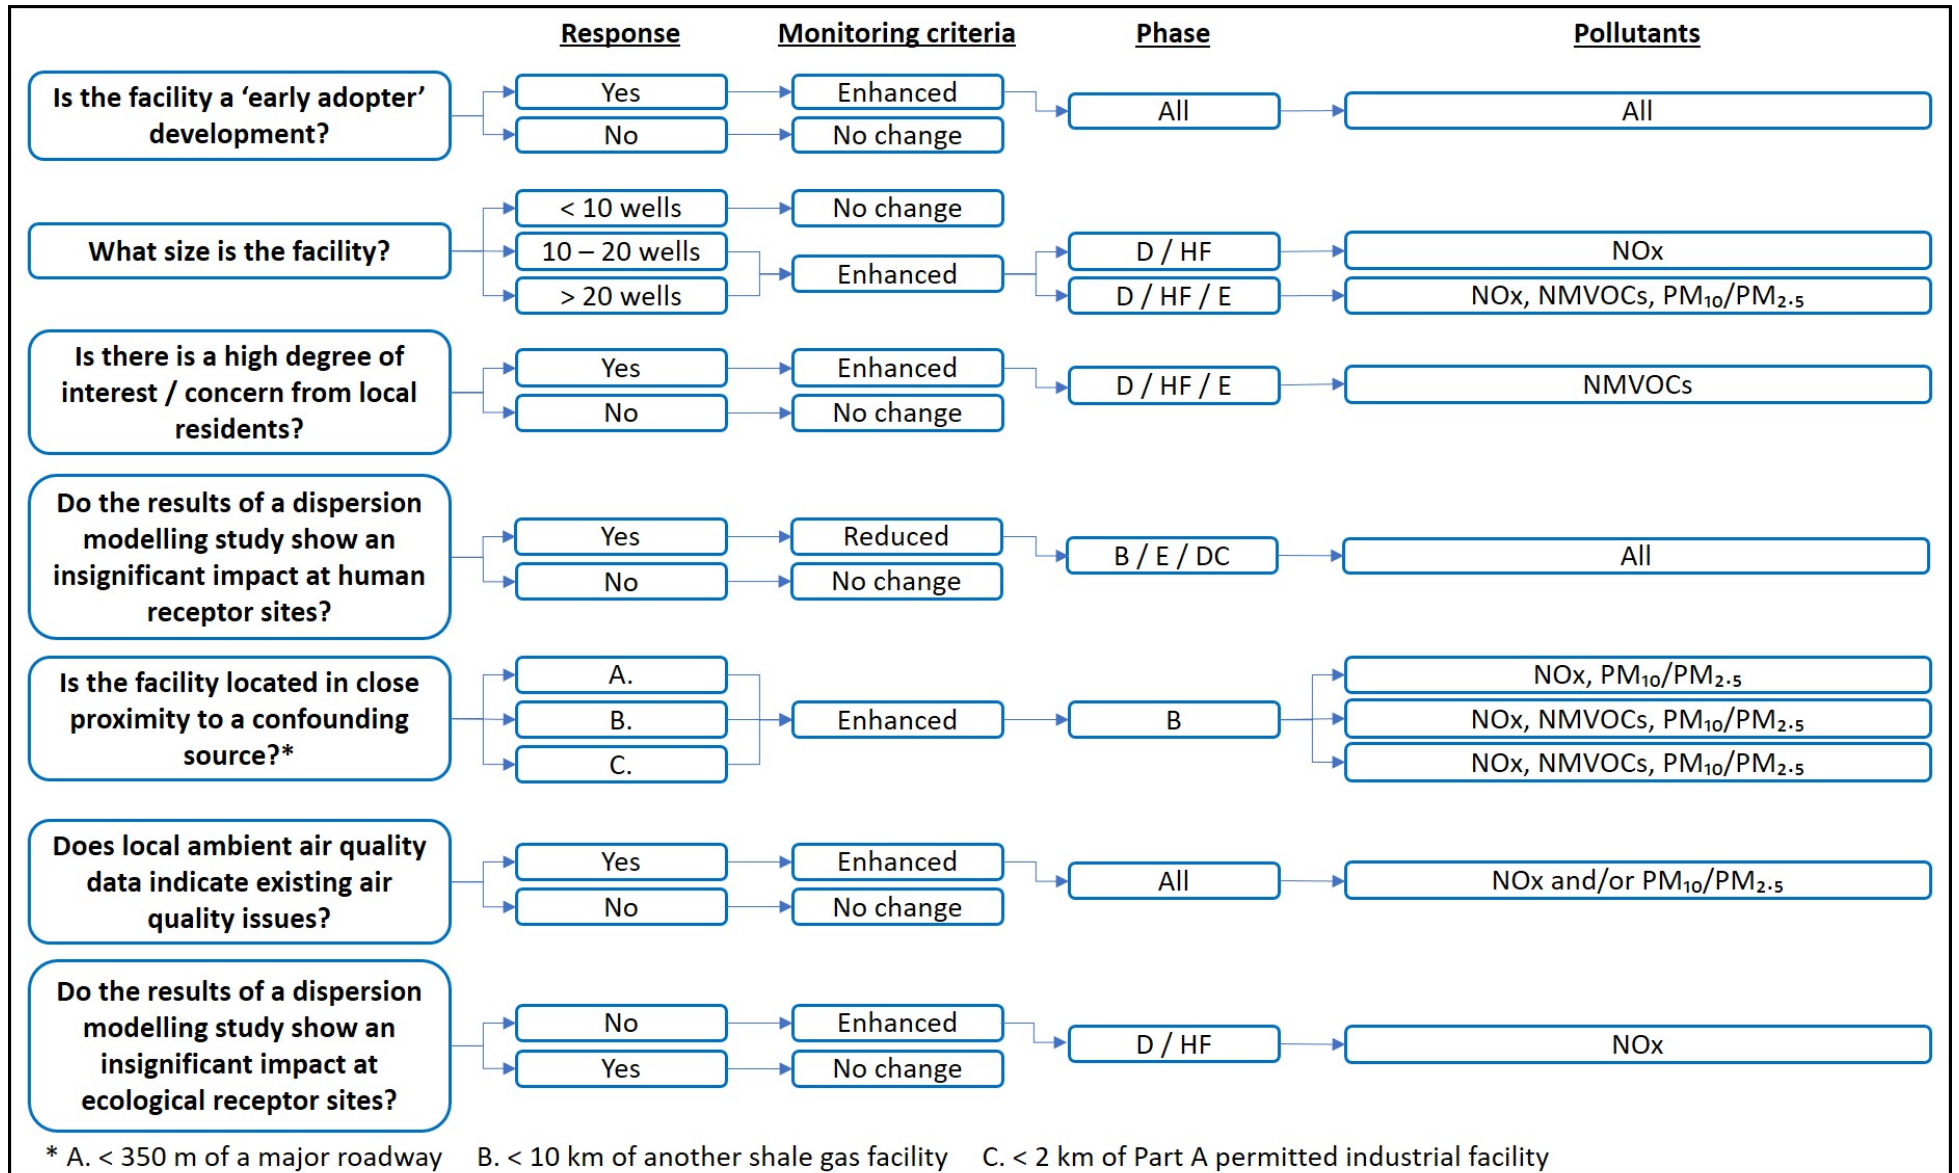 Response Monitoring criteria Phase Pollutants
Is the facility a ‘early adopter’
development?
Yes Enhanced
No No change
All All
What size is the facility?
< 10 wells No change
10 – 20 wells
> 20 wells
Enhanced
D / HF NOx
D / HF / E NOx, NMVOCs, PM₁₀/PM₂.₅
Is there is a high degree of
interest / concern from local
residents?
Yes Enhanced
No No change
D / HF / E NMVOCs
Do the results of a dispersion
modelling study show an
insignificant impact at human
receptor sites?
Yes Reduced
No No change
B / E / DC All
Is the facility located in close
proximity to a confounding
source?*
A.
B.
C.
Enhanced B
NOx, PM₁₀/PM₂.₅
NOx, NMVOCs, PM₁₀/PM₂.₅
NOx, NMVOCs, PM₁₀/PM₂.₅
Does local ambient air quality
data indicate existing air
quality issues?
Yes Enhanced
No No change
All NOx and/or PM₁₀/PM₂.₅
Do the results of a dispersion
modelling study show an
insignificant impact at
ecological receptor sites?
No Enhanced
Yes No change
D / HF NOx
* A. < 350 m of a major roadway B. < 10 km of another shale gas facility C. < 2 km of Part A permitted industrial facility